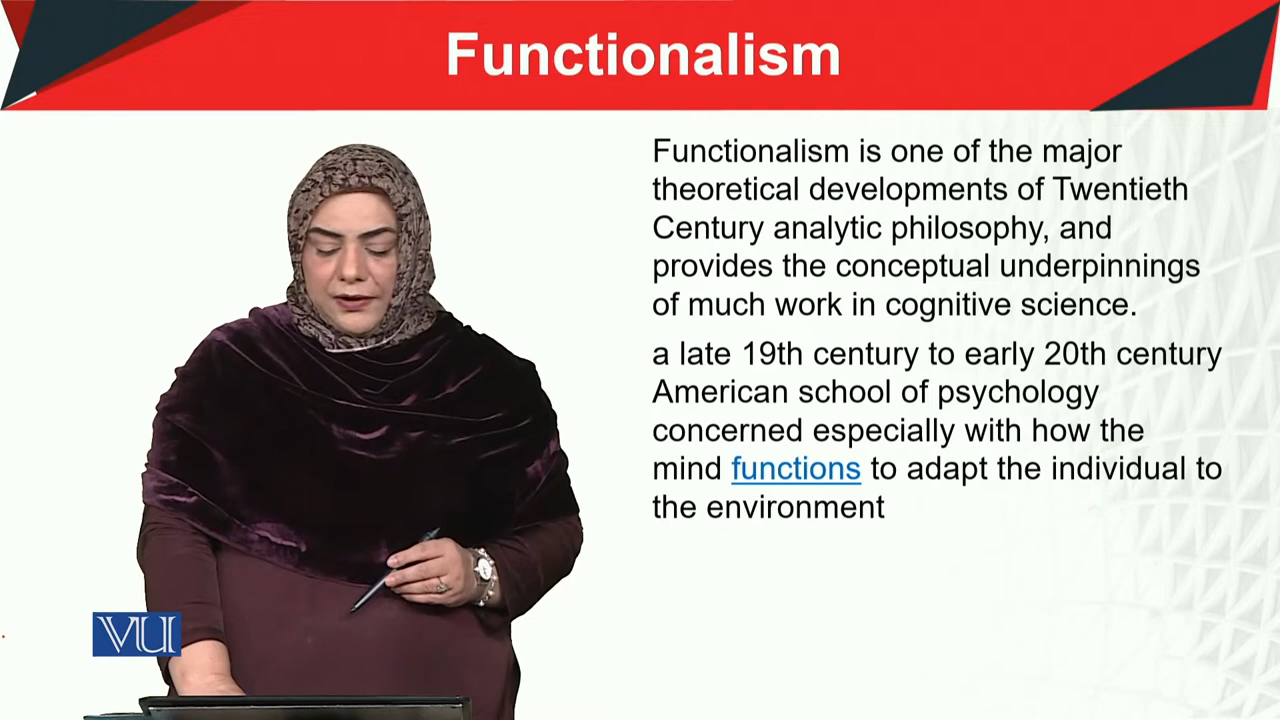 Functionalism
Functionalism is one of the major
theoretical developments of Twentieth
Century analytic philosophy, and
provides the conceptual underpinnings
of much work in cognitive science.
a late 19th century to early 20th century
American school of psychology
concerned especially with how the
mind functions to adapt the individual to
the environment
VU